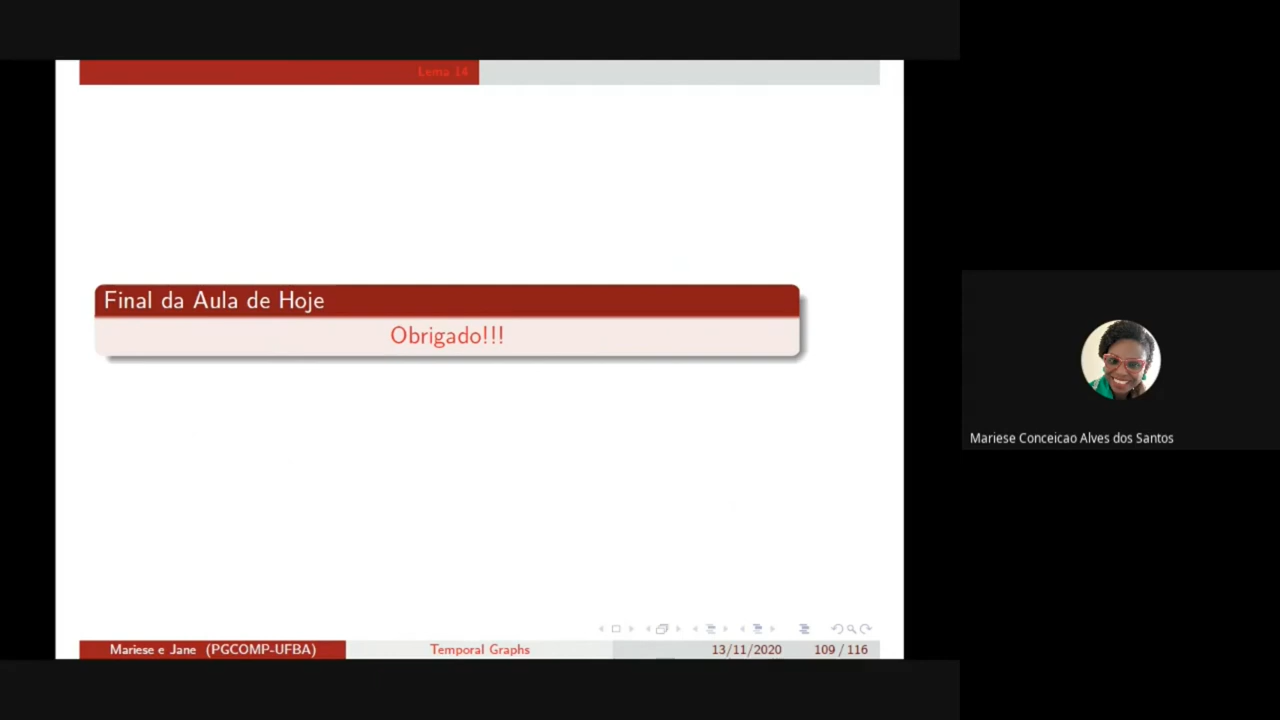 Lema 14
Final da Aula de Hoje
Obrigado!!!
Mariese Conceicao Alves dos Santos
Mariese e Jane (PGCOMP-UFBA)
Temporal Graphs
13/11/2020
109 / 116